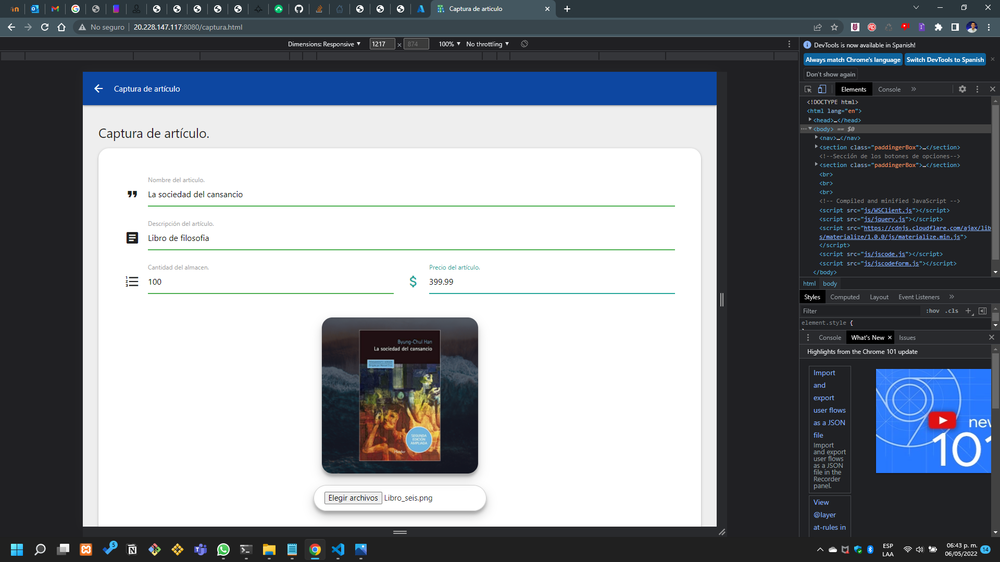 Captura de articulo
No seguro
20.228.147.117:8080/captura.html
Dimensions: Responsive
1217 × 874
100%
No throttling
Captura de artículo
Captura de artículo.
Nombre del articulo.
La sociedad del cansancio
Descripción del artículo.
Libro de filosofia
Cantidad del almacen.
100
Precio del artículo.
399.99
Byung-Chul Han
La sociedad del cansancio
SEGUNDA
EDICIÓN
AMPLIADA
Herder
Elegir archivos Libro_seis.png
DevTools is now available in Spanish!
Always match Chrome's language
Switch DevTools to Spanish
Don't show again
Elements
Console
<!DOCTYPE html>
<html lang="en">
<head>…</head>
<body> == $0
<nav>…</nav>
<section class="paddingerBox">…</section>
<!--Sección de los botones de opciones-->
<section class="paddingerBox">…</section>
<br>
<br>
<br>
<!-- Compiled and minified JavaScript -->
<script src="js/WSClient.js"></script>
<script src="js/jquery.js"></script>
<script src="https://cdnjs.cloudflare.com/ajax/lib
s/materialize/1.0.0/js/materialize.min.js">
</script>
<script src="js/jscode.js"></script>
<script src="js/jscodeform.js"></script>
</body>
html body
Styles
Computed
Layout
Event Listeners
Filter
:hov .cls
element.style {
Console
What's New
Issues
Highlights from the Chrome 101 update
Import
and
export
user flows
as a JSON
file
Import
and export
user flows
as a JSON
file in the
Recorder
panel.
new
101
View
@layer
at-rules in
5
ESP
LAA
06:43 p. m.
06/05/2022
14